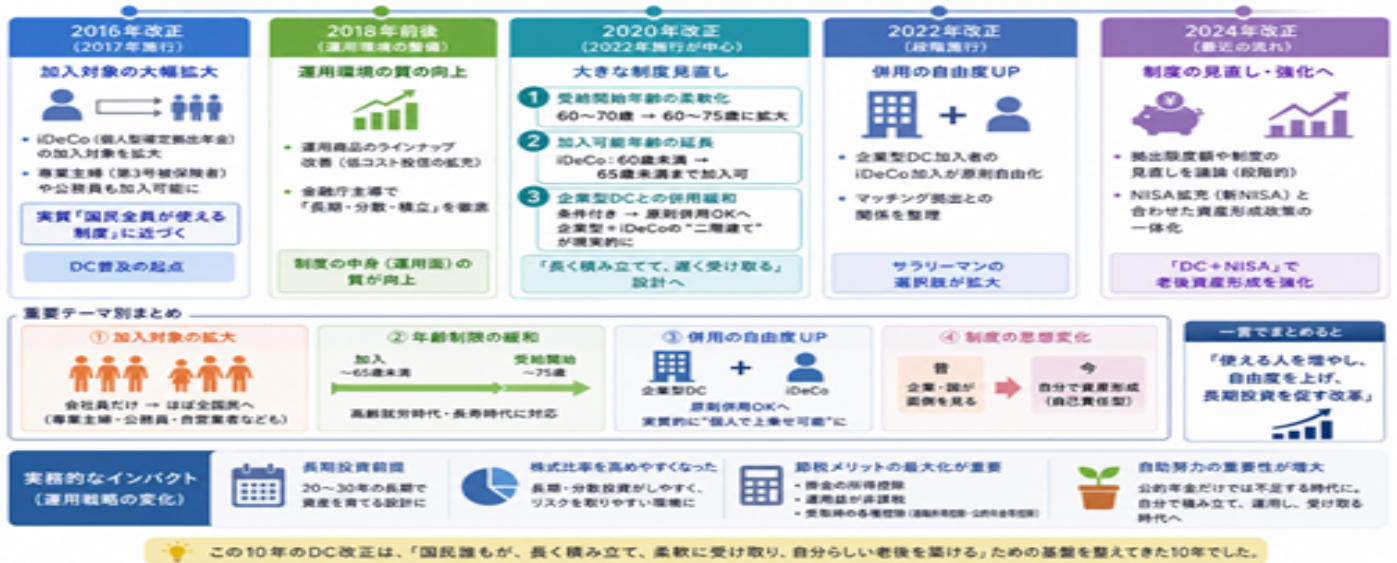 2016年改正
(2017年施行)
加入対象の大幅拡大
• iDeCo(個人型確定拠出年金)
の加入対象を拡大
• 専業主婦(第3号被保険者)
や公務員も加入可能に
実質「国民全員が使える
制度」に近づく
DC普及の起点
2018年前後
(運用環境の整備)
運用環境の質の向上
• 運用商品のラインナップ
改善(低コスト投信の拡充)
• 金融庁主導で
「長期・分散・積立」を徹底
制度の中身(運用面)の
質が向上
2020年改正
(2022年施行が中心)
大きな制度見直し
1 受給開始年齢の柔軟化
60〜70歳 → 60〜75歳に拡大
2 加入可能年齢の延長
iDeCo:60歳未満 →
65歳未満まで加入可
3 企業型DCとの併用緩和
条件付き → 原則併用OKへ
企業型+iDeCoの“二階建て”
が現実的に
「長く積み立てて、遅く受け取る」
設計へ
2022年改正
(段階施行)
併用の自由度UP
+
• 企業型DC加入者の
iDeCo加入が原則自由化
• マッチング拠出との
関係を整理
サラリーマンの
選択肢が拡大
2024年改正
(最近の流れ)
制度の見直し・強化へ
¥
• 拠出限度額や制度の
見直しを議論(段階的)
• NISA拡充(新NISA)と
合わせた資産形成政策の
一体化
「DC+NISA」で
老後資産形成を強化
重要テーマ別まとめ
① 加入対象の拡大
会社員だけ → ほぼ全国民へ
(専業主婦・公務員・自営業者なども)
② 年齢制限の緩和
加入
〜65歳未満
受給開始
〜75歳
高齢就労時代・長寿時代に対応
③ 併用の自由度UP
+
企業型DC
iDeCo
原則併用OKへ
実質的に“個人で上乗せ可能”に
④ 制度の思想変化
昔
企業・国が
面倒を見る
今
自分で資産形成
(自己責任型)
一言でまとめると
「使える人を増やし、
自由度を上げ、
長期投資を促す改革」
実務的なインパクト
(運用戦略の変化)
長期投資前提
20〜30年の長期で
資産を育てる設計に
株式比率を高めやすくなった
長期・分散投資がしやすく、
リスクを取りやすい環境に
節税メリットの最大化が重要
• 掛金の所得控除
• 運用益が非課税
• 受取時の各種控除(退職所得控除・公的年金等控除)
自助努力の重要性が増大
公的年金だけでは不足する時代に。
自分で積み立て、運用し、受け取る
時代へ
この10年のDC改正は、「国民誰もが、長く積み立て、柔軟に受け取り、自分らしい老後を築ける」ための基盤を整えてきた10年でした。